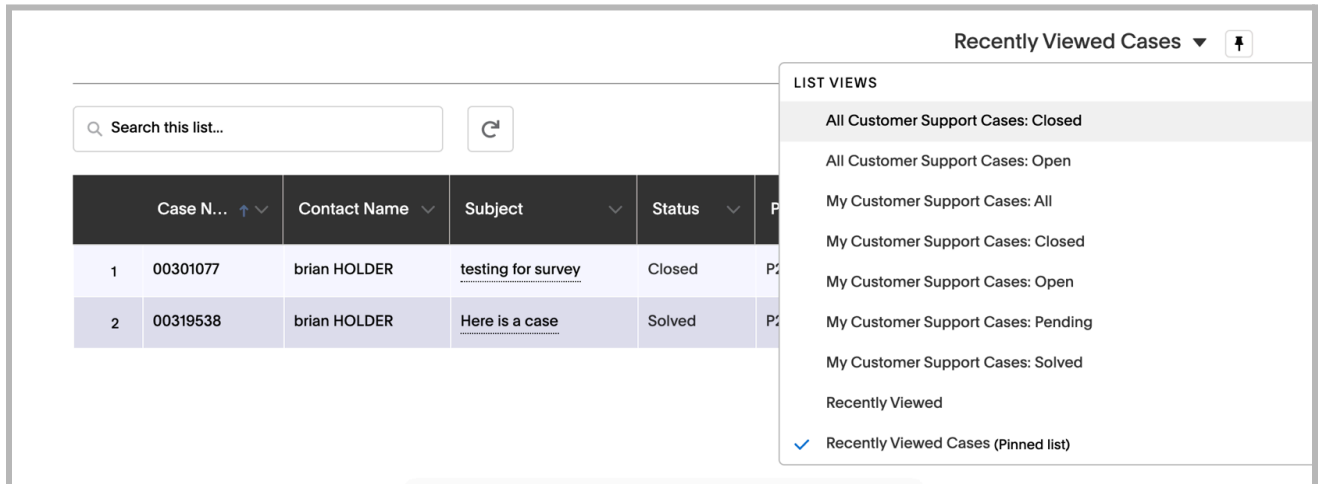 Recently Viewed Cases
LIST VIEWS
All Customer Support Cases: Closed
All Customer Support Cases: Open
My Customer Support Cases: All
My Customer Support Cases: Closed
My Customer Support Cases: Open
My Customer Support Cases: Pending
My Customer Support Cases: Solved
Recently Viewed
Recently Viewed Cases (Pinned list)
Search this list...
Case N... Contact Name Subject Status
1 00301077 brian HOLDER testing for survey Closed
2 00319538 brian HOLDER Here is a case Solved